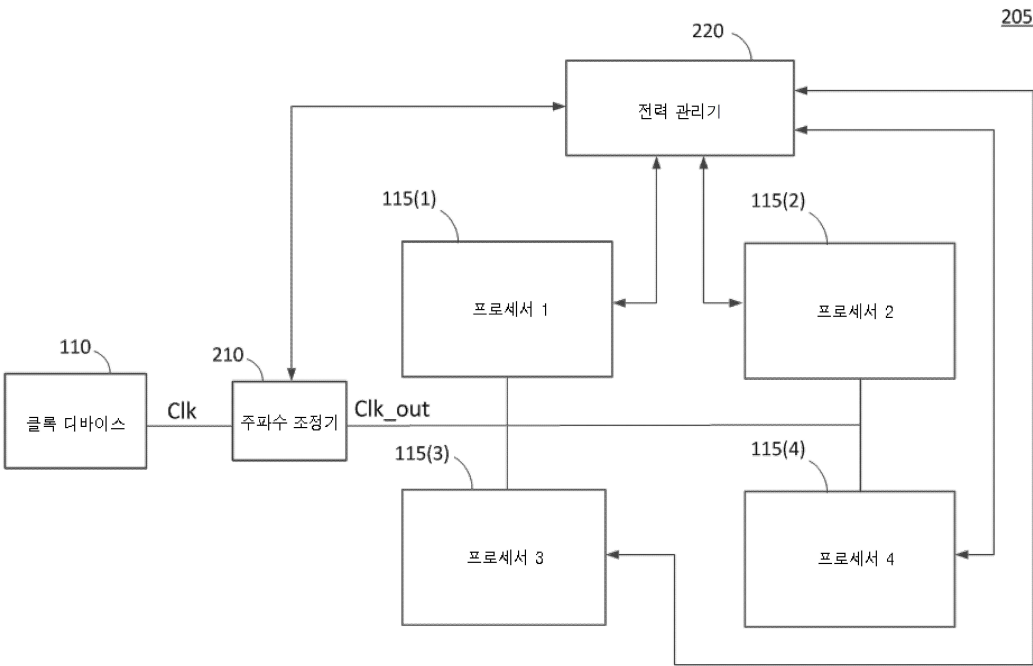 205
220
전력 관리기
115(1)
115(2)
프로세서 1
프로세서 2
110
210
클록 디바이스
Clk
주파수 조정기
Clk_out
115(3)
115(4)
프로세서 3
프로세서 4